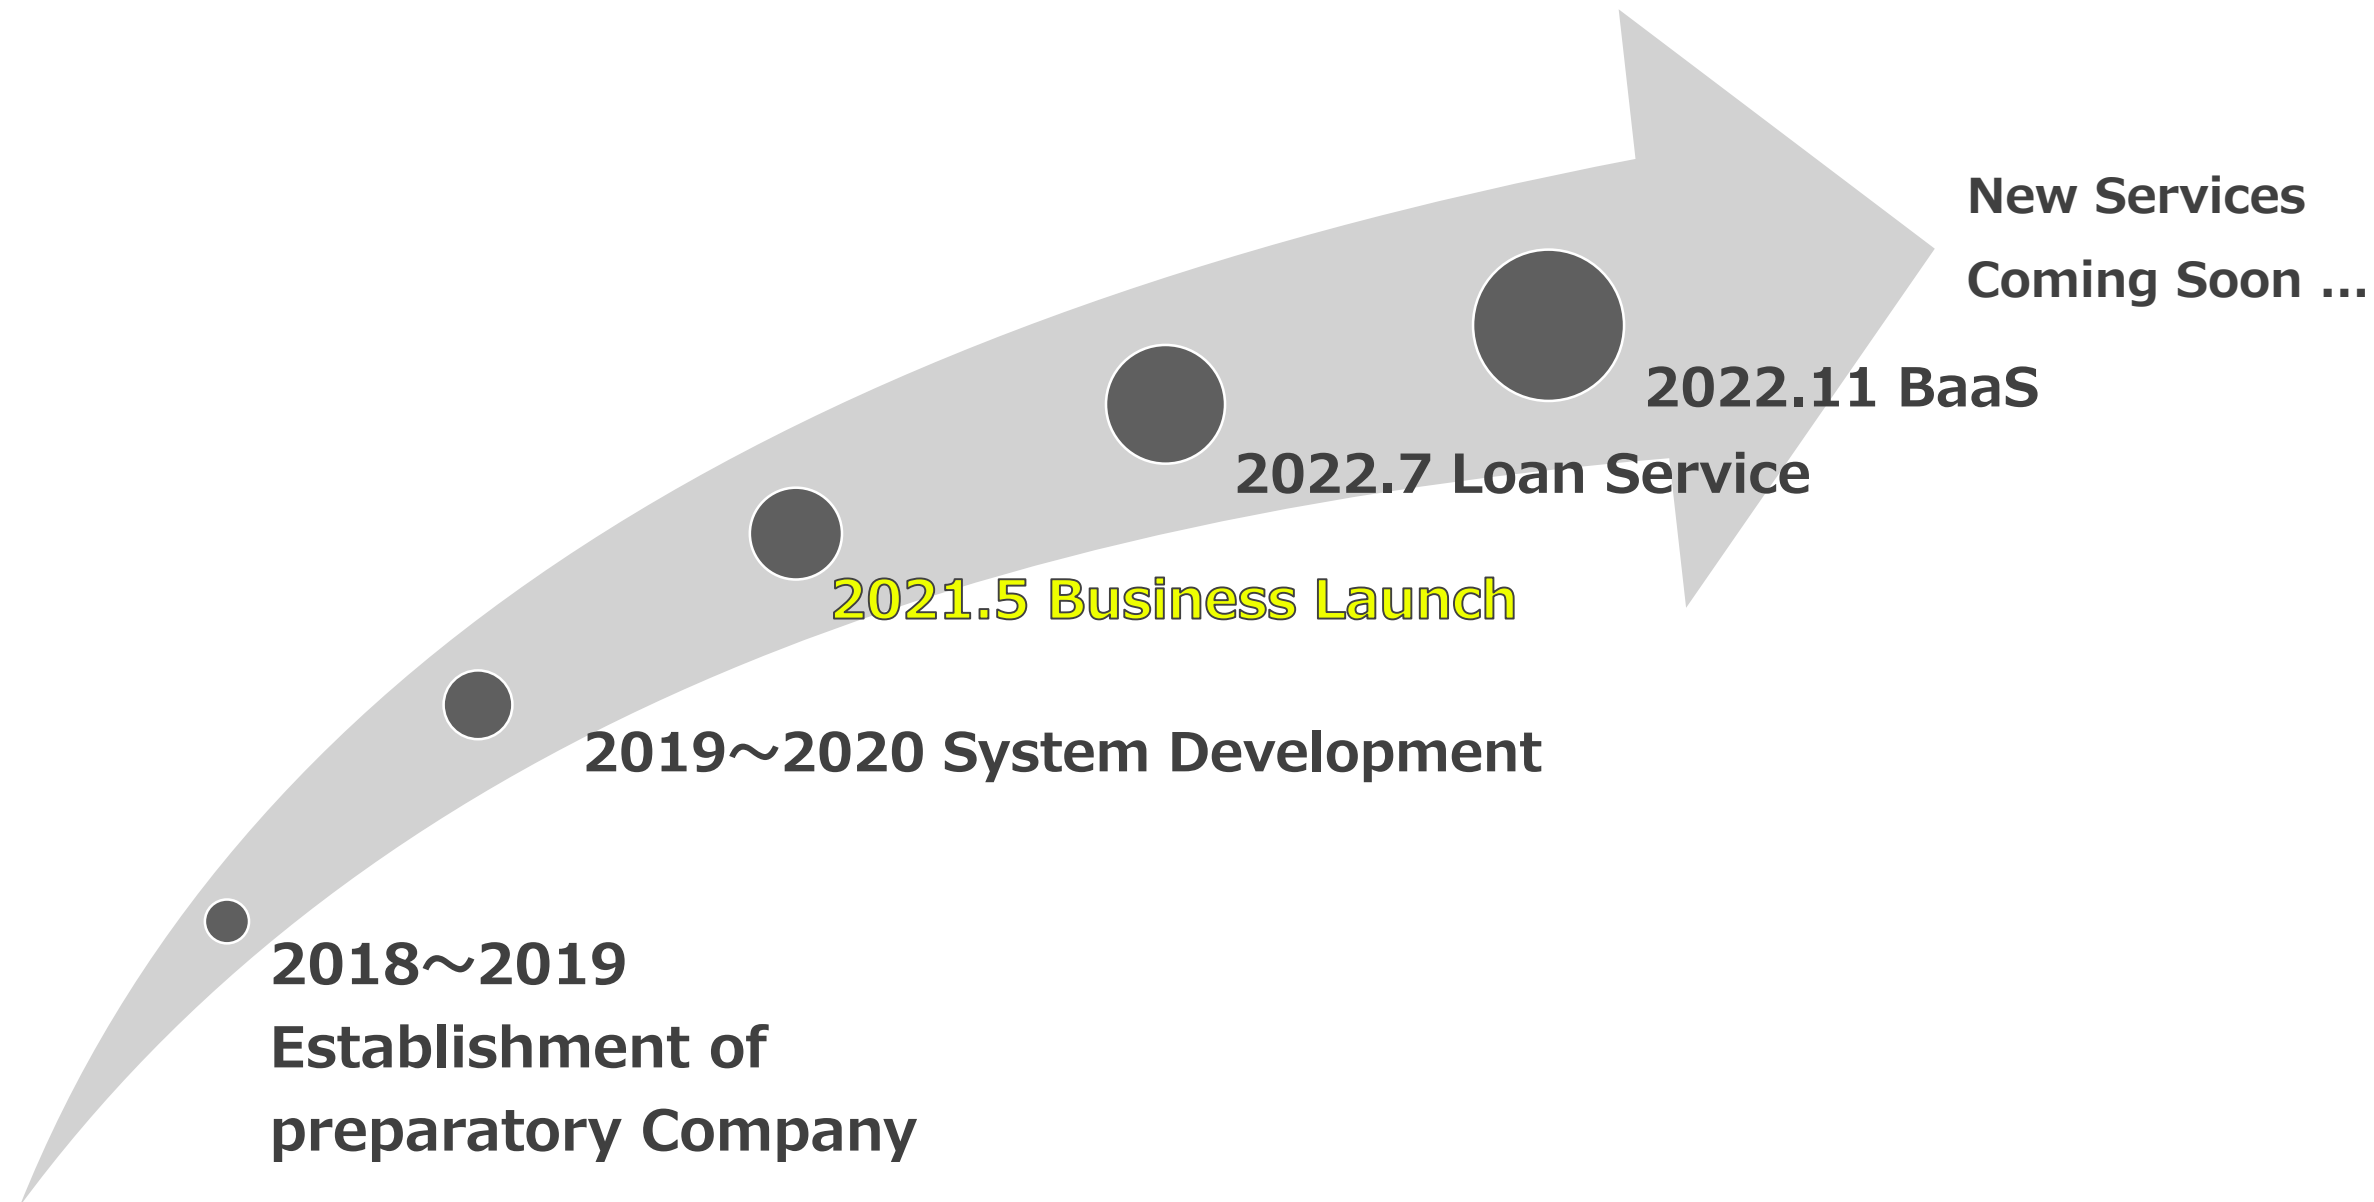 New Services
Coming Soon ...
2022.11 BaaS
2022.7 Loan Service
2021.5 Business Launch
2019～2020 System Development
2018～2019
Establishment of
preparatory Company